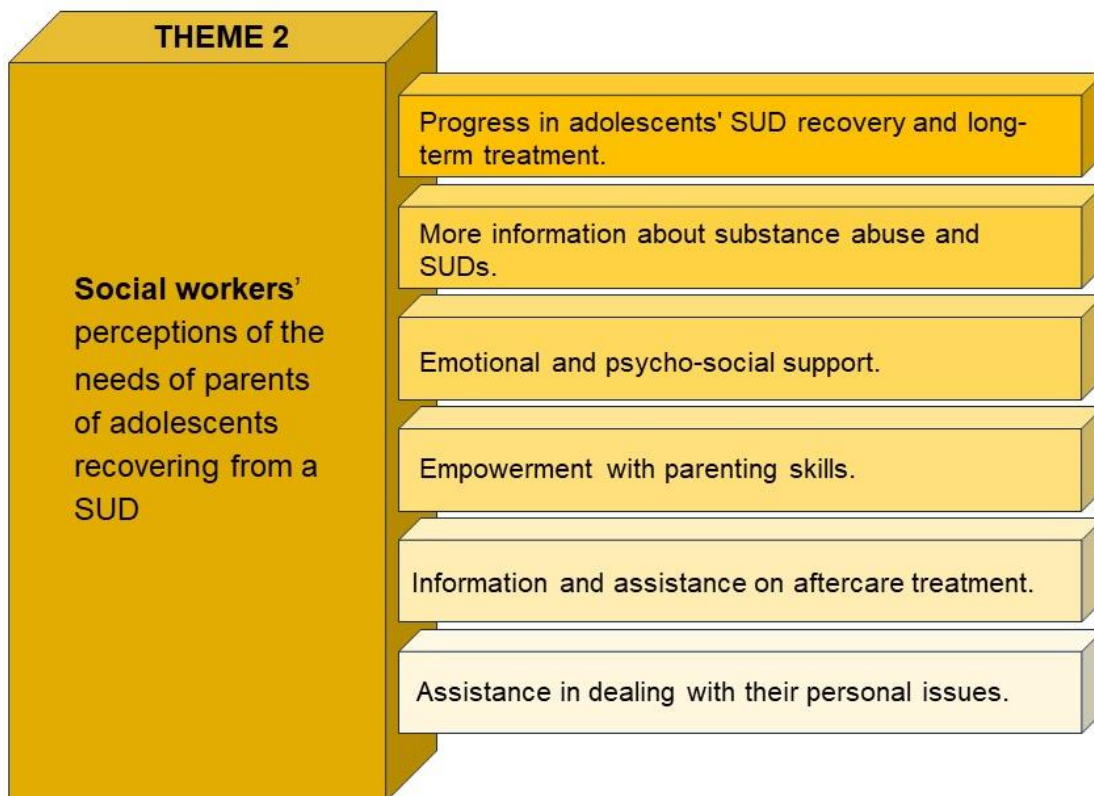 THEME 2
Social workers’
perceptions of the
needs of parents
of adolescents
recovering from a
SUD
Progress in adolescents' SUD recovery and long-
term treatment.
More information about substance abuse and
SUDs.
Emotional and psycho-social support.
Empowerment with parenting skills.
Information and assistance on aftercare treatment.
Assistance in dealing with their personal issues.